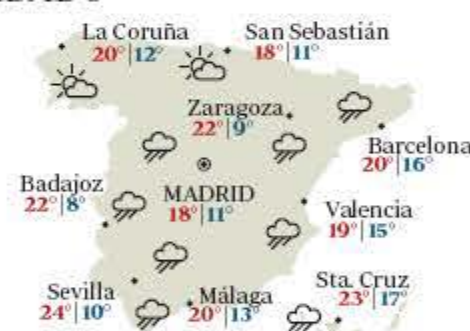 La Coruña
20°|12°
San Sebastián
18°|11°
Zaragoza
22°|9°
Barcelona
20°|16°
Badajoz
22°|8°
MADRID
18°|11°
Valencia
19°|15°
Sevilla
24°|10°
Málaga
20°|13°
Sta. Cruz
23°|17°